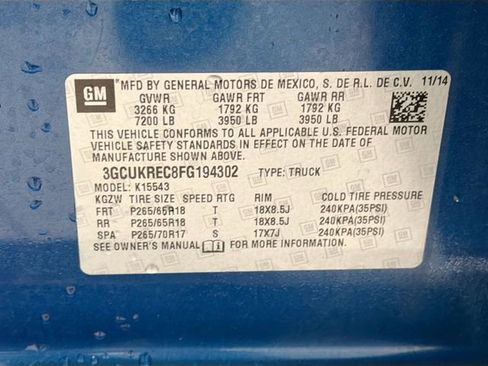 GM MFD BY GENERAL MOTORS DE MEXICO, S. DE R.L. DE C.V. 11/14
GVWR GAWR FRT GAWR RR
3266 KG 1792 KG 1792 KG
7200 LB 3950 LB 3950 LB
THIS VEHICLE CONFORMS TO ALL APPLICABLE U.S. FEDERAL MOTOR
VEHICLE SAFETY STANDARDS IN EFFECT ON THE DATE OF
MANUFACTURE SHOWN ABOVE.
3GCUKREC8FG194302 TYPE: TRUCK
MODEL: K15543
KGZW TIRE SIZE SPEED RTG RIM COLD TIRE PRESSURE
FRT P265/65R18 T 18X8.5J 240KPA(35PSI)
RR P265/65R18 T 18X8.5J 240KPA(35PSI)
SPA P265/70R17 S 17X7J 240KPA(35PSI)
SEE OWNER'S MANUAL FOR MORE INFORMATION.